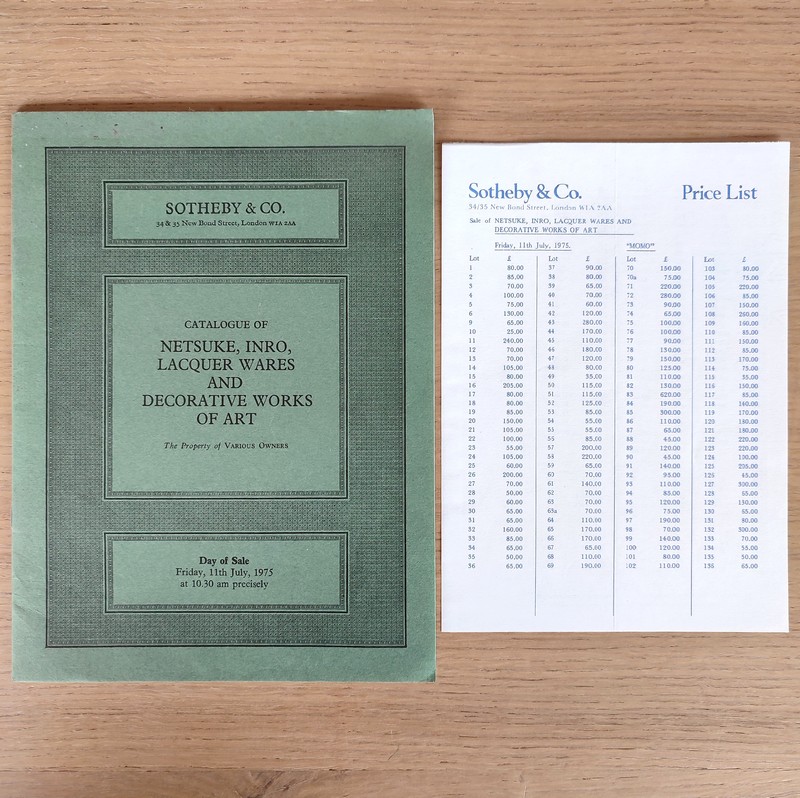 SOTHEBY & CO.
34 & 35 New Bond Street, London W1A 2AA
CATALOGUE OF
NETSUKE, INRO,
LACQUER WARES
AND
DECORATIVE WORKS
OF ART
The Property of VARIOUS OWNERS
Day of Sale
Friday, 11th July, 1975
at 10.30 am precisely
Sotheby & Co. Price List
34/35 New Bond Street, London W1A 2AA
Sale of NETSUKE, INRO, LACQUER WARES AND
DECORATIVE WORKS OF ART
Friday, 11th July, 1975. "MOMO"
Lot £ Lot £ Lot £ Lot £
1 80.00 37 90.00 70 150.00 103 80.00
2 85.00 38 80.00 70a 75.00 104 75.00
3 70.00 39 65.00 71 220.00 105 220.00
4 100.00 40 70.00 72 280.00 106 85.00
5 75.00 41 60.00 73 90.00 107 150.00
6 130.00 42 120.00 74 65.00 108 260.00
9 65.00 43 280.00 75 100.00 109 190.00
10 25.00 44 170.00 76 100.00 110 85.00
11 240.00 45 110.00 77 90.00 111 150.00
12 70.00 46 180.00 78 130.00 112 85.00
13 70.00 47 120.00 79 150.00 113 170.00
14 105.00 48 80.00 80 125.00 114 75.00
15 80.00 49 55.00 81 110.00 115 55.00
16 205.00 50 115.00 82 130.00 116 150.00
17 80.00 51 115.00 83 620.00 117 85.00
18 80.00 52 125.00 84 190.00 118 160.00
19 85.00 53 85.00 85 300.00 119 170.00
20 150.00 54 55.00 86 110.00 120 180.00
21 105.00 55 55.00 87 65.00 121 180.00
22 100.00 56 85.00 88 45.00 122 220.00
23 55.00 57 200.00 89 120.00 123 220.00
24 105.00 58 220.00 90 45.00 124 100.00
25 60.00 59 65.00 91 140.00 125 205.00
26 200.00 60 70.00 92 95.00 126 45.00
27 70.00 61 140.00 93 110.00 127 300.00
28 50.00 62 70.00 94 85.00 128 55.00
29 60.00 63 70.00 95 120.00 129 130.00
30 65.00 63a 70.00 96 75.00 130 65.00
31 65.00 64 110.00 97 190.00 131 80.00
32 160.00 65 170.00 98 70.00 132 300.00
33 85.00 66 170.00 99 140.00 133 70.00
34 65.00 67 65.00 100 120.00 134 55.00
35 50.00 68 110.00 101 80.00 135 50.00
36 65.00 69 190.00 102 110.00 136 65.00